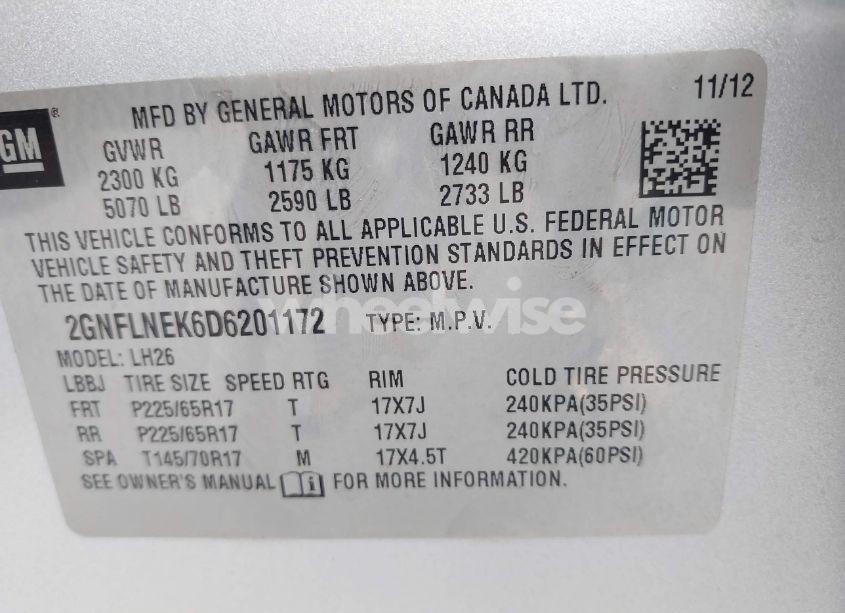 GM®
MFD BY GENERAL MOTORS OF CANADA LTD. 11/12
GVWR GAWR FRT GAWR RR
2300 KG 1175 KG 1240 KG
5070 LB 2590 LB 2733 LB
THIS VEHICLE CONFORMS TO ALL APPLICABLE U.S. FEDERAL MOTOR
VEHICLE SAFETY AND THEFT PREVENTION STANDARDS IN EFFECT ON
THE DATE OF MANUFACTURE SHOWN ABOVE.
wheelwise
2GNFLNEK6D6201172 TYPE: M.P.V.
MODEL: LH26
LBBJ TIRE SIZE SPEED RTG RIM COLD TIRE PRESSURE
FRT P225/65R17 T 17X7J 240KPA(35PSI)
RR P225/65R17 T 17X7J 240KPA(35PSI)
SPA T145/70R17 M 17X4.5T 420KPA(60PSI)
SEE OWNER'S MANUAL i FOR MORE INFORMATION.